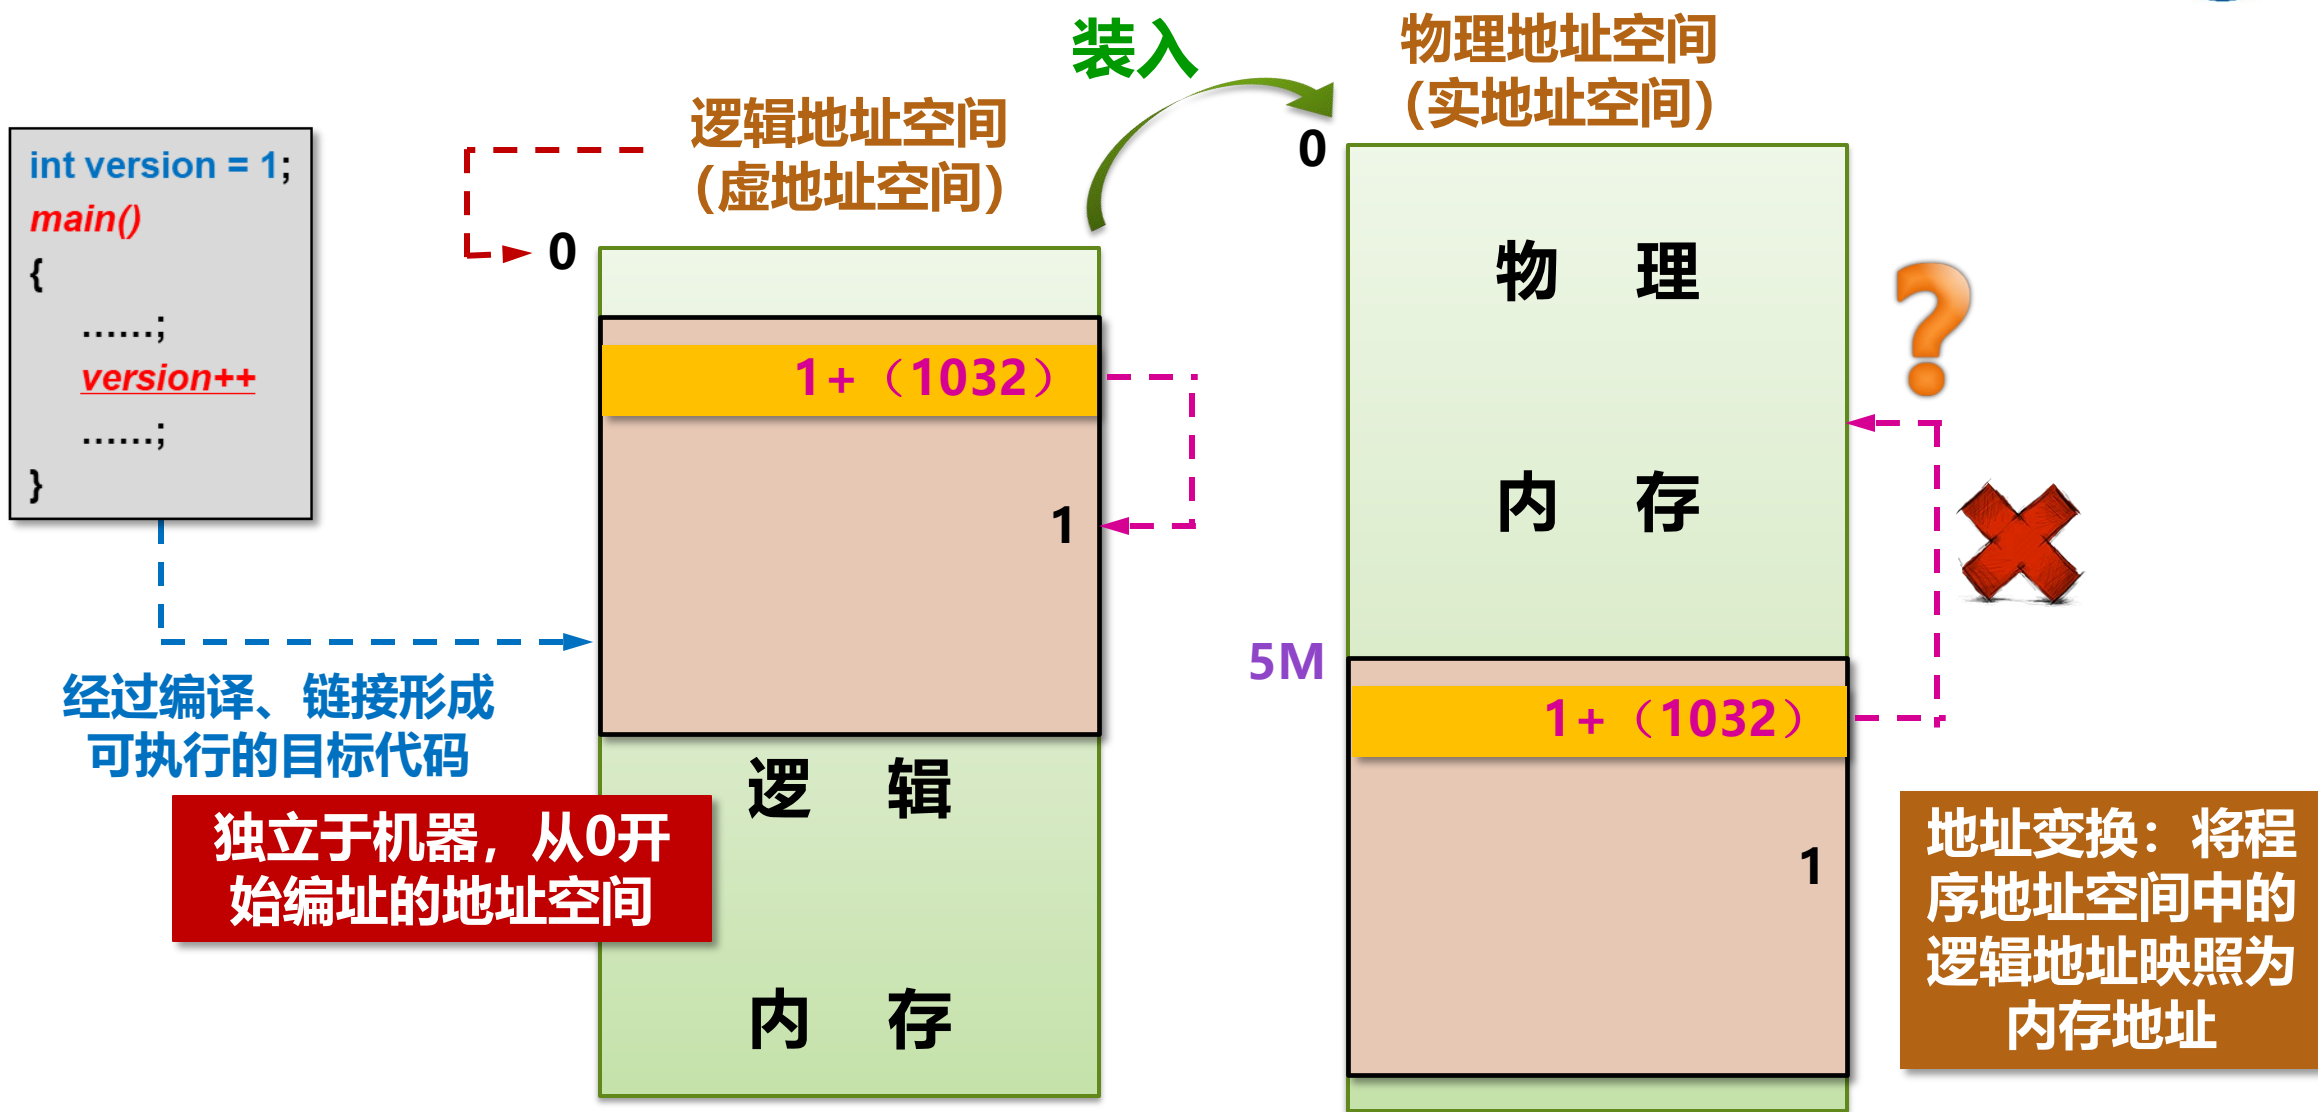 装入
物理地址空间
(实地址空间)
逻辑地址空间
(虚地址空间)
int version = 1;
main()
{
……;
version++
……;
}
0
0
1+（1032）
1
逻 辑
内 存
物 理
内 存
?
5M
1+（1032）
1
经过编译、链接形成
可执行的目标代码
独立于机器，从0开
始编址的地址空间
地址变换：将程
序地址空间中的
逻辑地址映照为
内存地址